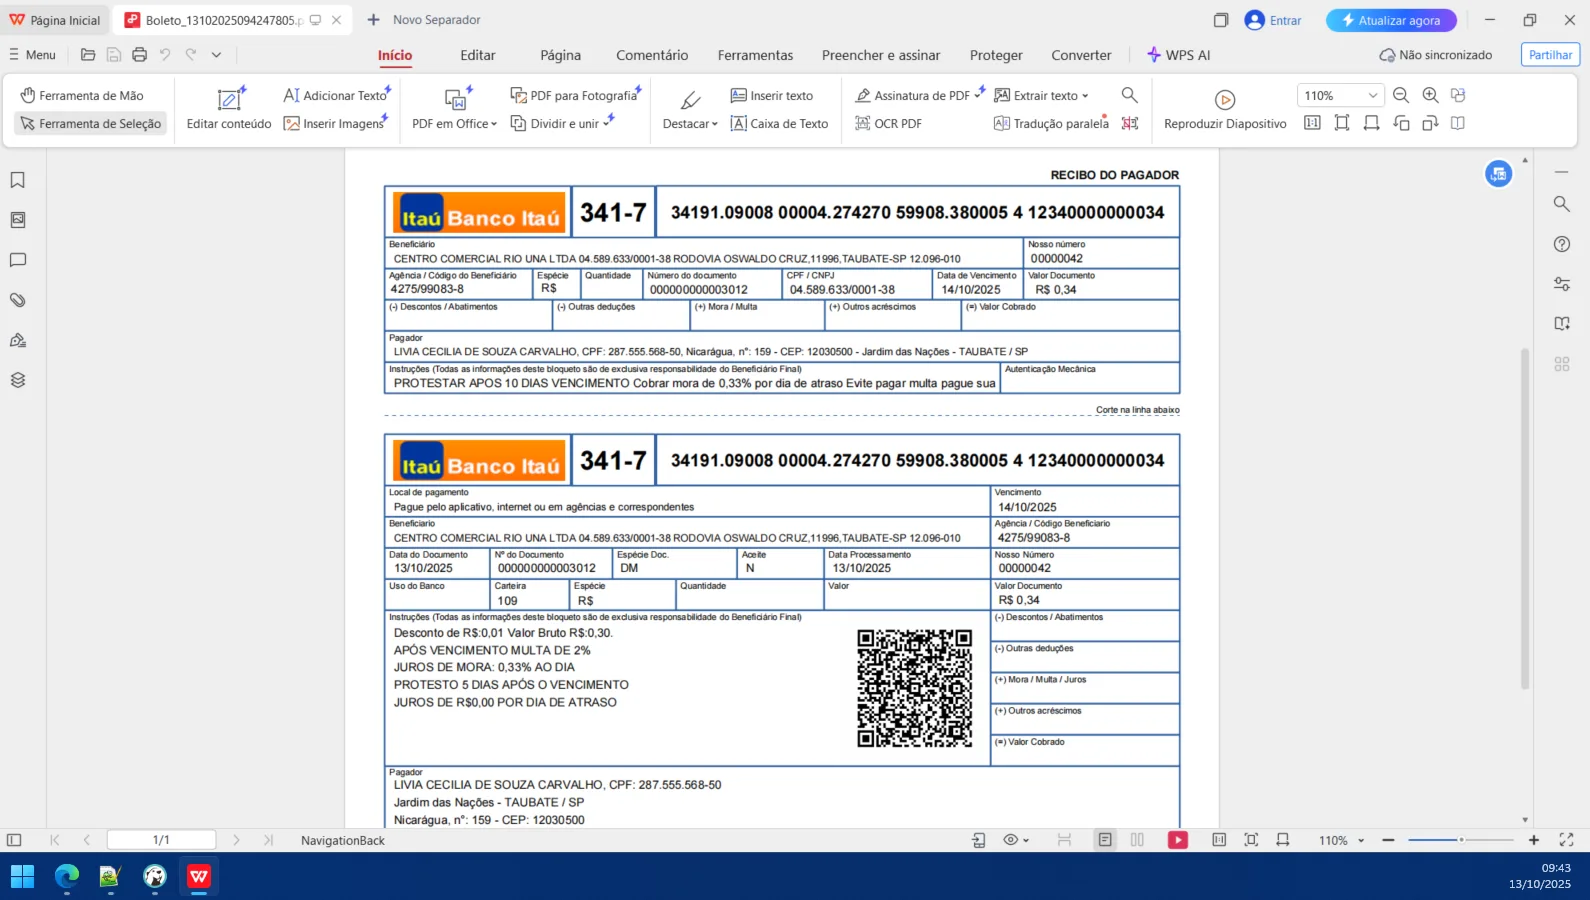 Página Inicial
Boleto_13102025094247805.p
Novo Separador
Entrar
Atualizar agora
Menu
Início
Editar
Página
Comentário
Ferramentas
Preencher e assinar
Proteger
Converter
WPS AI
Não sincronizado
Partilhar
Ferramenta de Mão
Ferramenta de Seleção
Editar conteúdo
Adicionar Texto
Inserir Imagens
PDF em Office
PDF para Fotografia
Dividir e unir
Destacar
Inserir texto
Caixa de Texto
Assinatura de PDF
OCR PDF
Extrair texto
Tradução paralela
Reproduzir Diapositivo
110%
RECIBO DO PAGADOR
Itaú Banco Itaú 341-7 34191.09008 00004.274270 59908.380005 4 12340000000034
Beneficiário Nosso número
CENTRO COMERCIAL RIO UNA LTDA 04.589.633/0001-38 RODOVIA OSWALDO CRUZ,11996,TAUBATE-SP 12.096-010 00000042
Agência / Código do Beneficiário Espécie Quantidade Número do documento CPF / CNPJ Data de Vencimento Valor Documento
4275/99083-8 R$ 000000000003012 04.589.633/0001-38 14/10/2025 R$ 0,34
(-) Descontos / Abatimentos (-) Outras deduções (+) Mora / Multa (+) Outros acréscimos (=) Valor Cobrado
Pagador
LIVIA CECILIA DE SOUZA CARVALHO, CPF: 287.555.568-50, Nicarágua, n°: 159 - CEP: 12030500 - Jardim das Nações - TAUBATE / SP
Instruções (Todas as informações deste bloqueto são de exclusiva responsabilidade do Beneficiário Final) Autenticação Mecânica
PROTESTAR APOS 10 DIAS VENCIMENTO Cobrar mora de 0,33% por dia de atraso Evite pagar multa pague sua
Corte na linha abaixo
Itaú Banco Itaú 341-7 34191.09008 00004.274270 59908.380005 4 12340000000034
Local de pagamento Vencimento
Pague pelo aplicativo, internet ou em agências e correspondentes 14/10/2025
Beneficiario Agência / Código Beneficiario
CENTRO COMERCIAL RIO UNA LTDA 04.589.633/0001-38 RODOVIA OSWALDO CRUZ,11996,TAUBATE-SP 12.096-010 4275/99083-8
Data do Documento Nº do Documento Espécie Doc. Aceite Data Processamento Nosso Número
13/10/2025 000000000003012 DM N 13/10/2025 00000042
Uso do Banco Carteira Espécie Quantidade Valor Valor Documento
109 R$ R$ 0,34
Instruções (Todas as informações deste bloqueto são de exclusiva responsabilidade do Beneficiário Final) (-) Descontos / Abatimentos
Desconto de R$:0,01 Valor Bruto R$:0,30.
APÓS VENCIMENTO MULTA DE 2% (-) Outras deduções
JUROS DE MORA: 0,33% AO DIA
PROTESTO 5 DIAS APÓS O VENCIMENTO (+) Mora / Multa / Juros
JUROS DE R$0,00 POR DIA DE ATRASO
(+) Outros acréscimos
(=) Valor Cobrado
Pagador
LIVIA CECILIA DE SOUZA CARVALHO, CPF: 287.555.568-50
Jardim das Nações - TAUBATE / SP
Nicarágua, n°: 159 - CEP: 12030500
1/1
NavigationBack
110%
09:43
13/10/2025